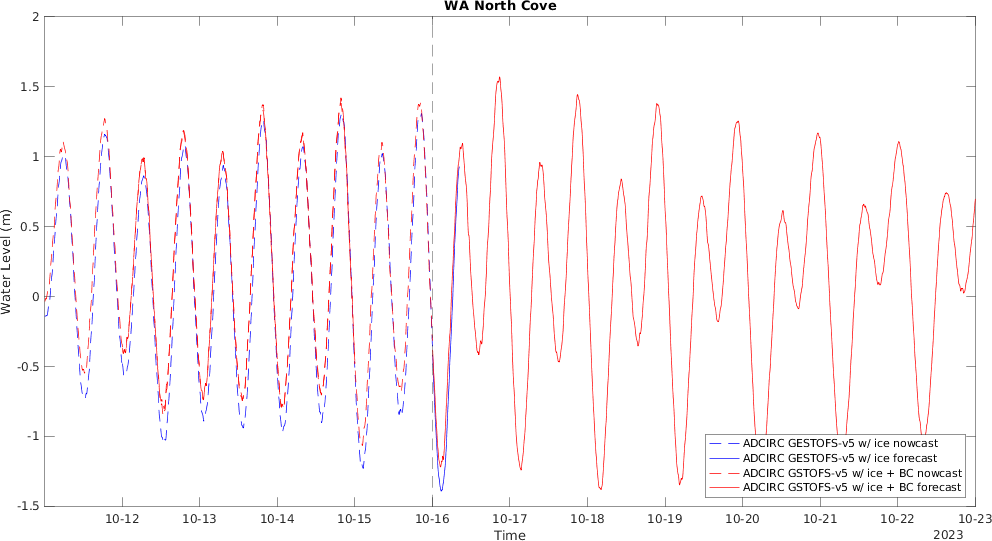 WA North Cove
2
1.5
1
0.5
0
-0.5
-1
-1.5
Water Level (m)
10-12 10-13 10-14 10-15 10-16 10-17 10-18 10-19 10-20 10-21 10-22 10-23
Time
2023
ADCIRC GESTOFS-v5 w/ ice nowcast
ADCIRC GESTOFS-v5 w/ ice forecast
ADCIRC GSTOFS-v5 w/ ice + BC nowcast
ADCIRC GSTOFS-v5 w/ ice + BC forecast